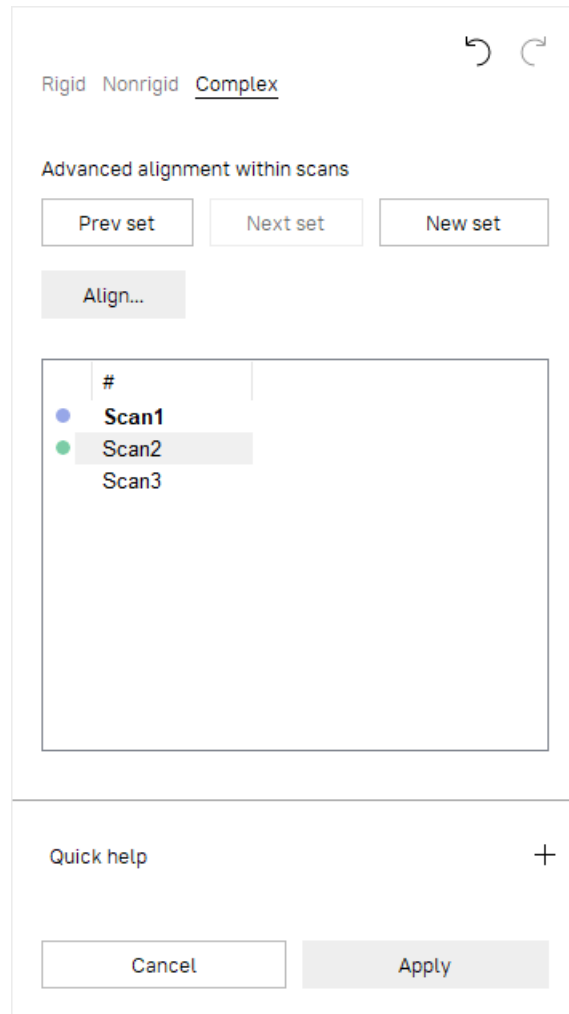 Rigid Nonrigid Complex
Advanced alignment within scans
Prev set Next set New set
Align...
#
Scan1
Scan2
Scan3
Quick help
Cancel Apply